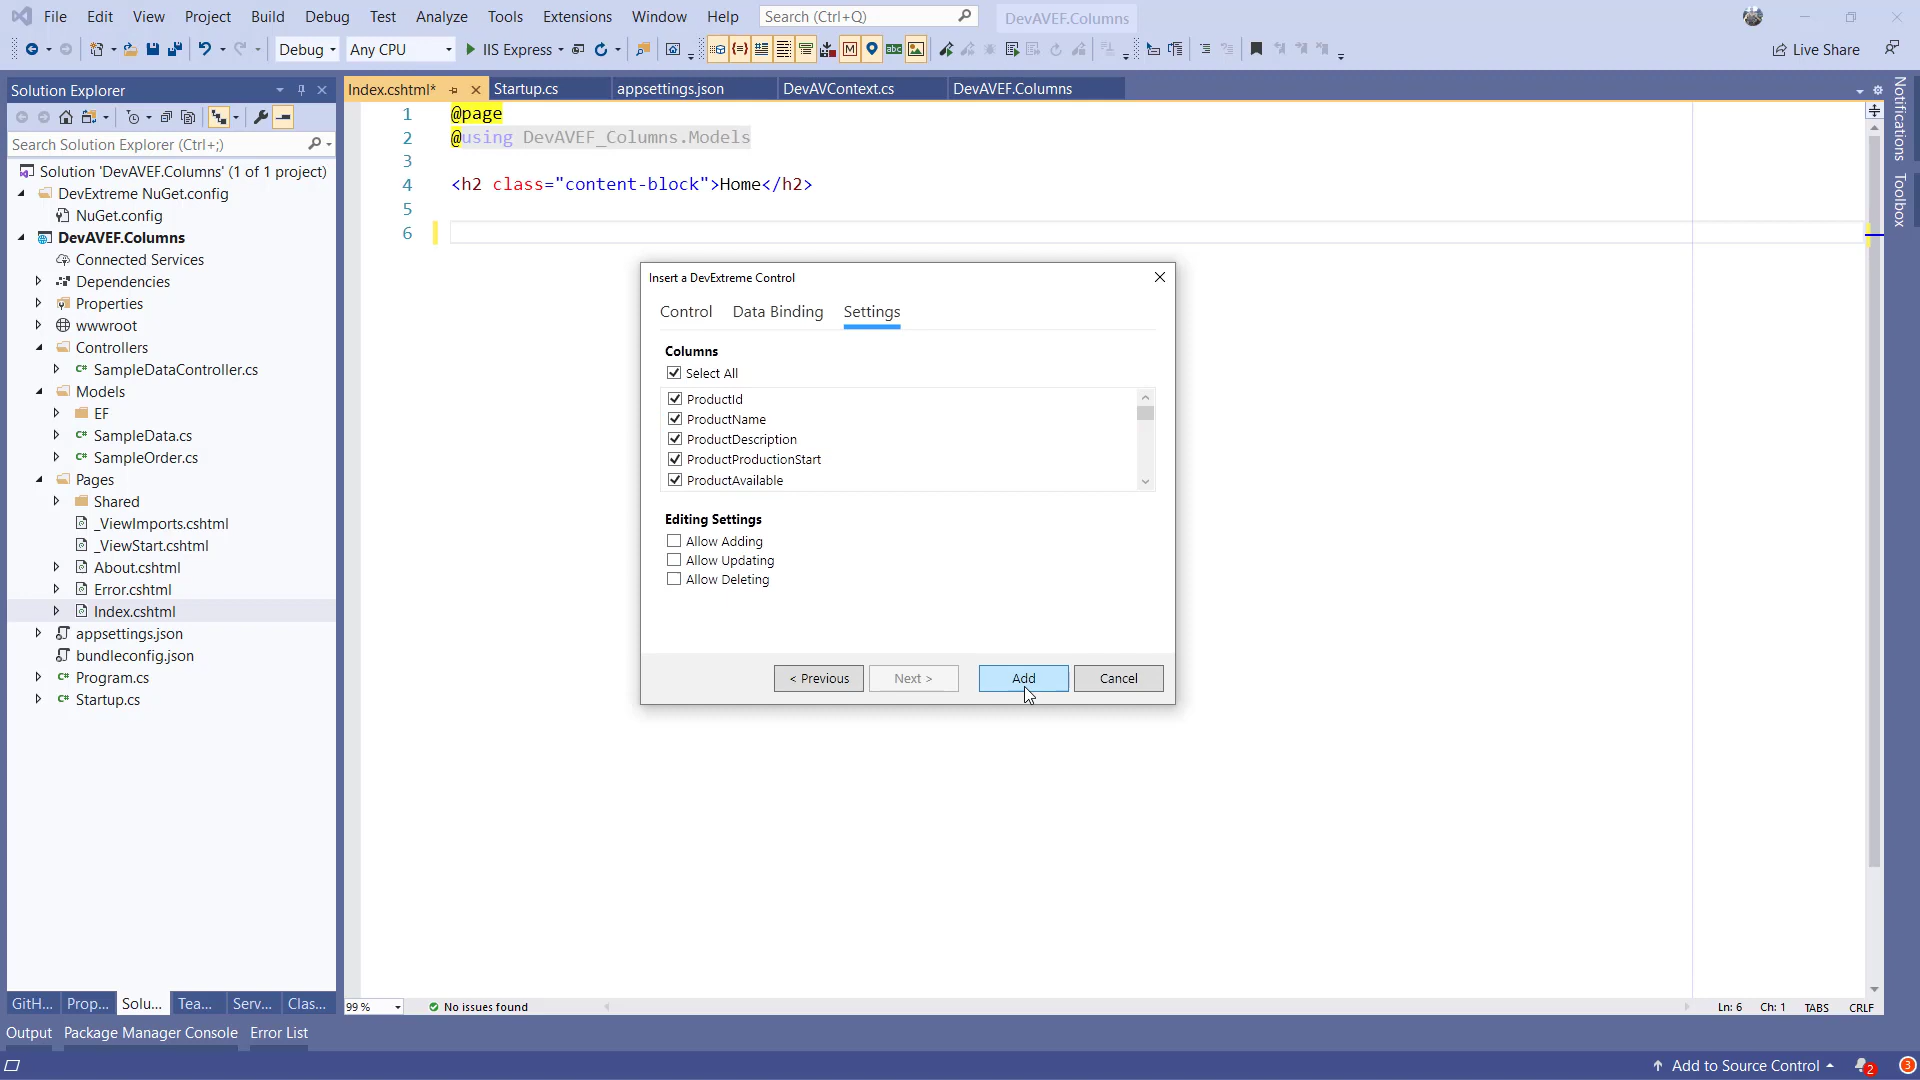 File Edit View Project Build Debug Test Analyze Tools Extensions Window Help Search (Ctrl+Q) DevAVEF.Columns
Debug Any CPU IIS Express Live Share
Solution Explorer
Search Solution Explorer (Ctrl+;)
Solution 'DevAVEF.Columns' (1 of 1 project)
DevExtreme NuGet.config
NuGet.config
DevAVEF.Columns
Connected Services
Dependencies
Properties
wwwroot
Controllers
C# SampleDataController.cs
Models
EF
C# SampleData.cs
C# SampleOrder.cs
Pages
Shared
_ViewImports.cshtml
_ViewStart.cshtml
About.cshtml
Error.cshtml
Index.cshtml
appsettings.json
bundleconfig.json
C# Program.cs
C# Startup.cs
GitH... Prop... Solu... Tea... Serv... Clas...
Index.cshtml* Startup.cs appsettings.json DevAVContext.cs DevAVEF.Columns
1 @page
2 @using DevAVEF_Columns.Models
3
4 <h2 class="content-block">Home</h2>
5
6
Insert a DevExtreme Control
Control Data Binding Settings
Columns
Select All
ProductId
ProductName
ProductDescription
ProductProductionStart
ProductAvailable
Editing Settings
Allow Adding
Allow Updating
Allow Deleting
< Previous Next > Add Cancel
Notifications
Toolbox
99 % No issues found Ln: 6 Ch: 1 TABS CRLF
Output Package Manager Console Error List
Add to Source Control 2 3